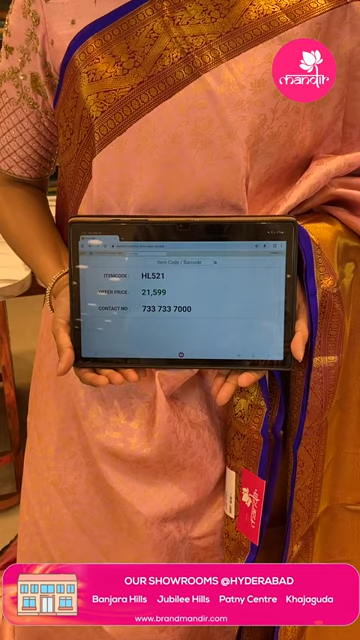 mandir
Item Code / Barcode
ITEMCODE : HL521
OFFER PRICE : 21,599
CONTACT NO : 733 733 7000
mandir
OUR SHOWROOMS @HYDERABAD
Banjara Hills Jubilee Hills Patny Centre Khajaguda
www.brandmandir.com